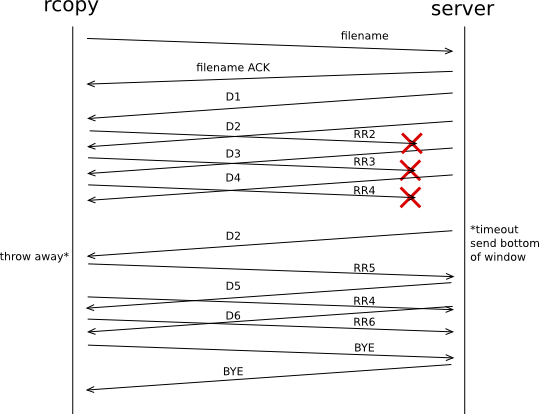 rcopy
server
filename
filename ACK
D1
D2
RR2
D3
RR3
D4
RR4
D2
*timeout
send bottom
of window
throw away*
RR5
D5
RR4
D6
RR6
BYE
BYE